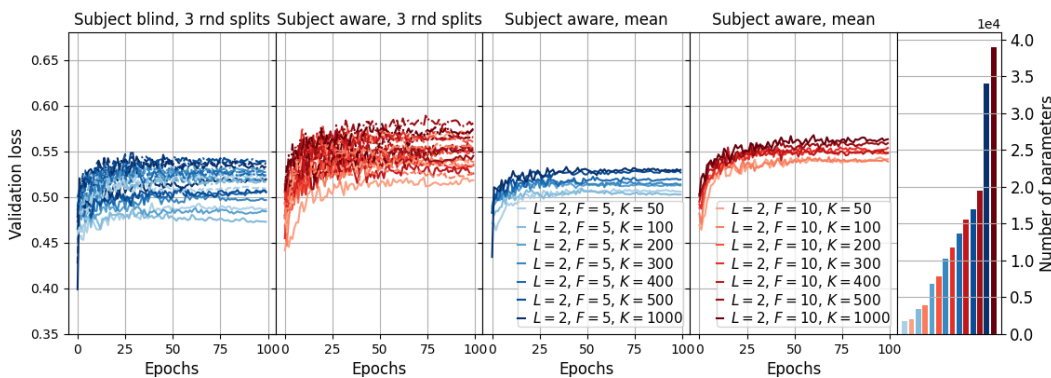 Subject blind, 3 rnd splits
Subject aware, 3 rnd splits
Subject aware, mean
Subject aware, mean
1e4
Validation loss
0.65
0.60
0.55
0.50
0.45
0.40
0.35
0 25 50 75 100
0 25 50 75 100
0 25 50 75 100
0 25 50 75 100
Epochs
Epochs
Epochs
Epochs
L = 2, F = 5, K = 50
L = 2, F = 5, K = 100
L = 2, F = 5, K = 200
L = 2, F = 5, K = 300
L = 2, F = 5, K = 400
L = 2, F = 5, K = 500
L = 2, F = 5, K = 1000
L = 2, F = 10, K = 50
L = 2, F = 10, K = 100
L = 2, F = 10, K = 200
L = 2, F = 10, K = 300
L = 2, F = 10, K = 400
L = 2, F = 10, K = 500
L = 2, F = 10, K = 1000
4.0
3.5
3.0
2.5
2.0
1.5
1.0
0.5
0.0
Number of parameters